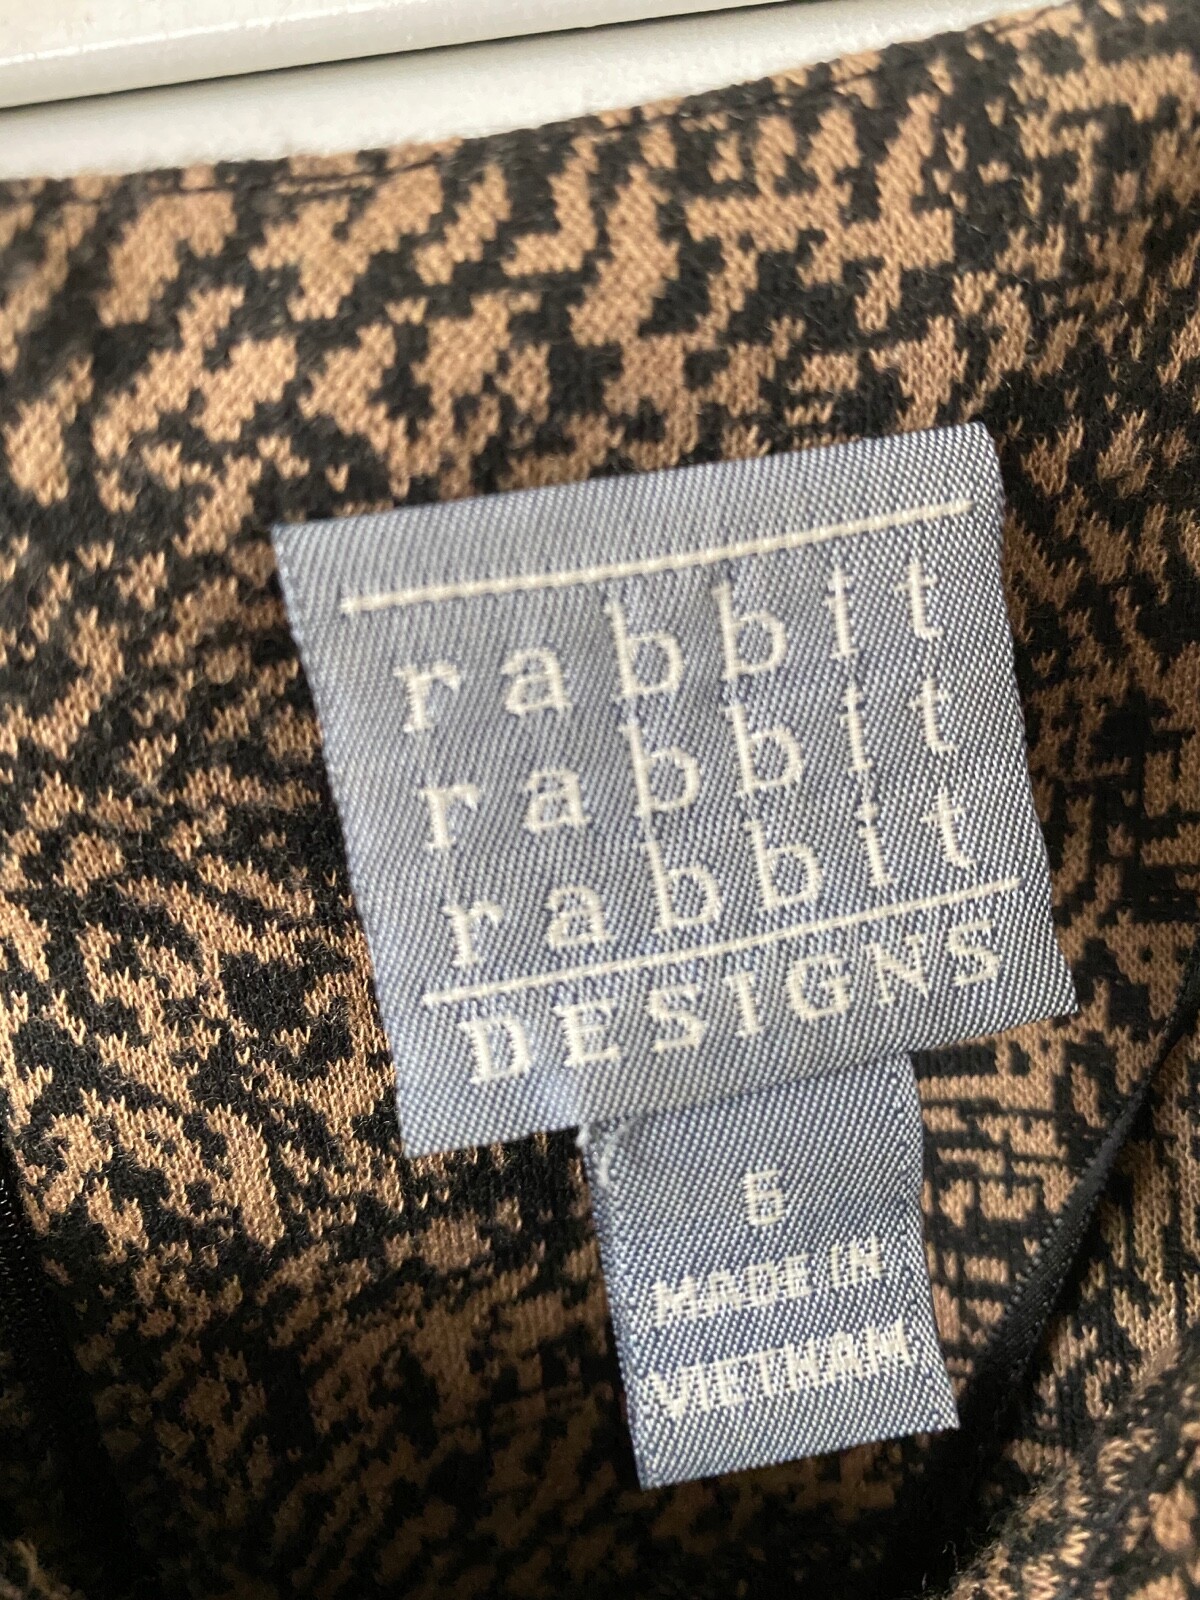 rabbit
rabbit
rabbit
DESIGNS
6
MADE IN
VIETNAM